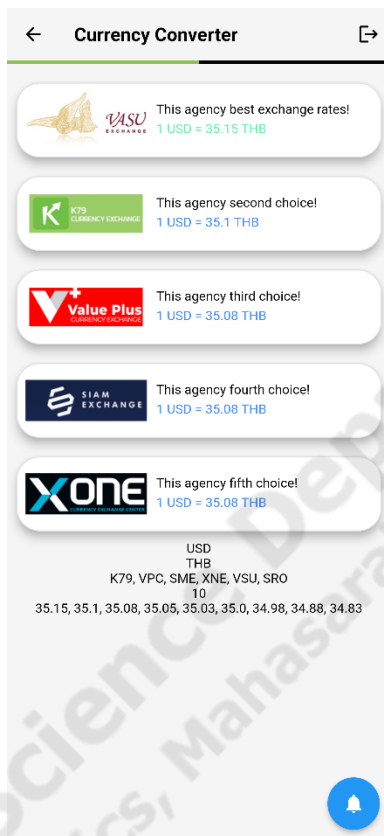 Currency Converter
VASU
EXCHANGE
This agency best exchange rates!
1 USD = 35.15 THB
K
K79
CURRENCY EXCHANGE
This agency second choice!
1 USD = 35.1 THB
V+
Value Plus
CURRENCY EXCHANGE
This agency third choice!
1 USD = 35.08 THB
SIAM
EXCHANGE
This agency fourth choice!
1 USD = 35.08 THB
XONE
CURRENCY EXCHANGE CENTER
This agency fifth choice!
1 USD = 35.08 THB
USD
THB
K79, VPC, SME, XNE, VSU, SRO
10
35.15, 35.1, 35.08, 35.05, 35.03, 35.0, 34.98, 34.88, 34.83